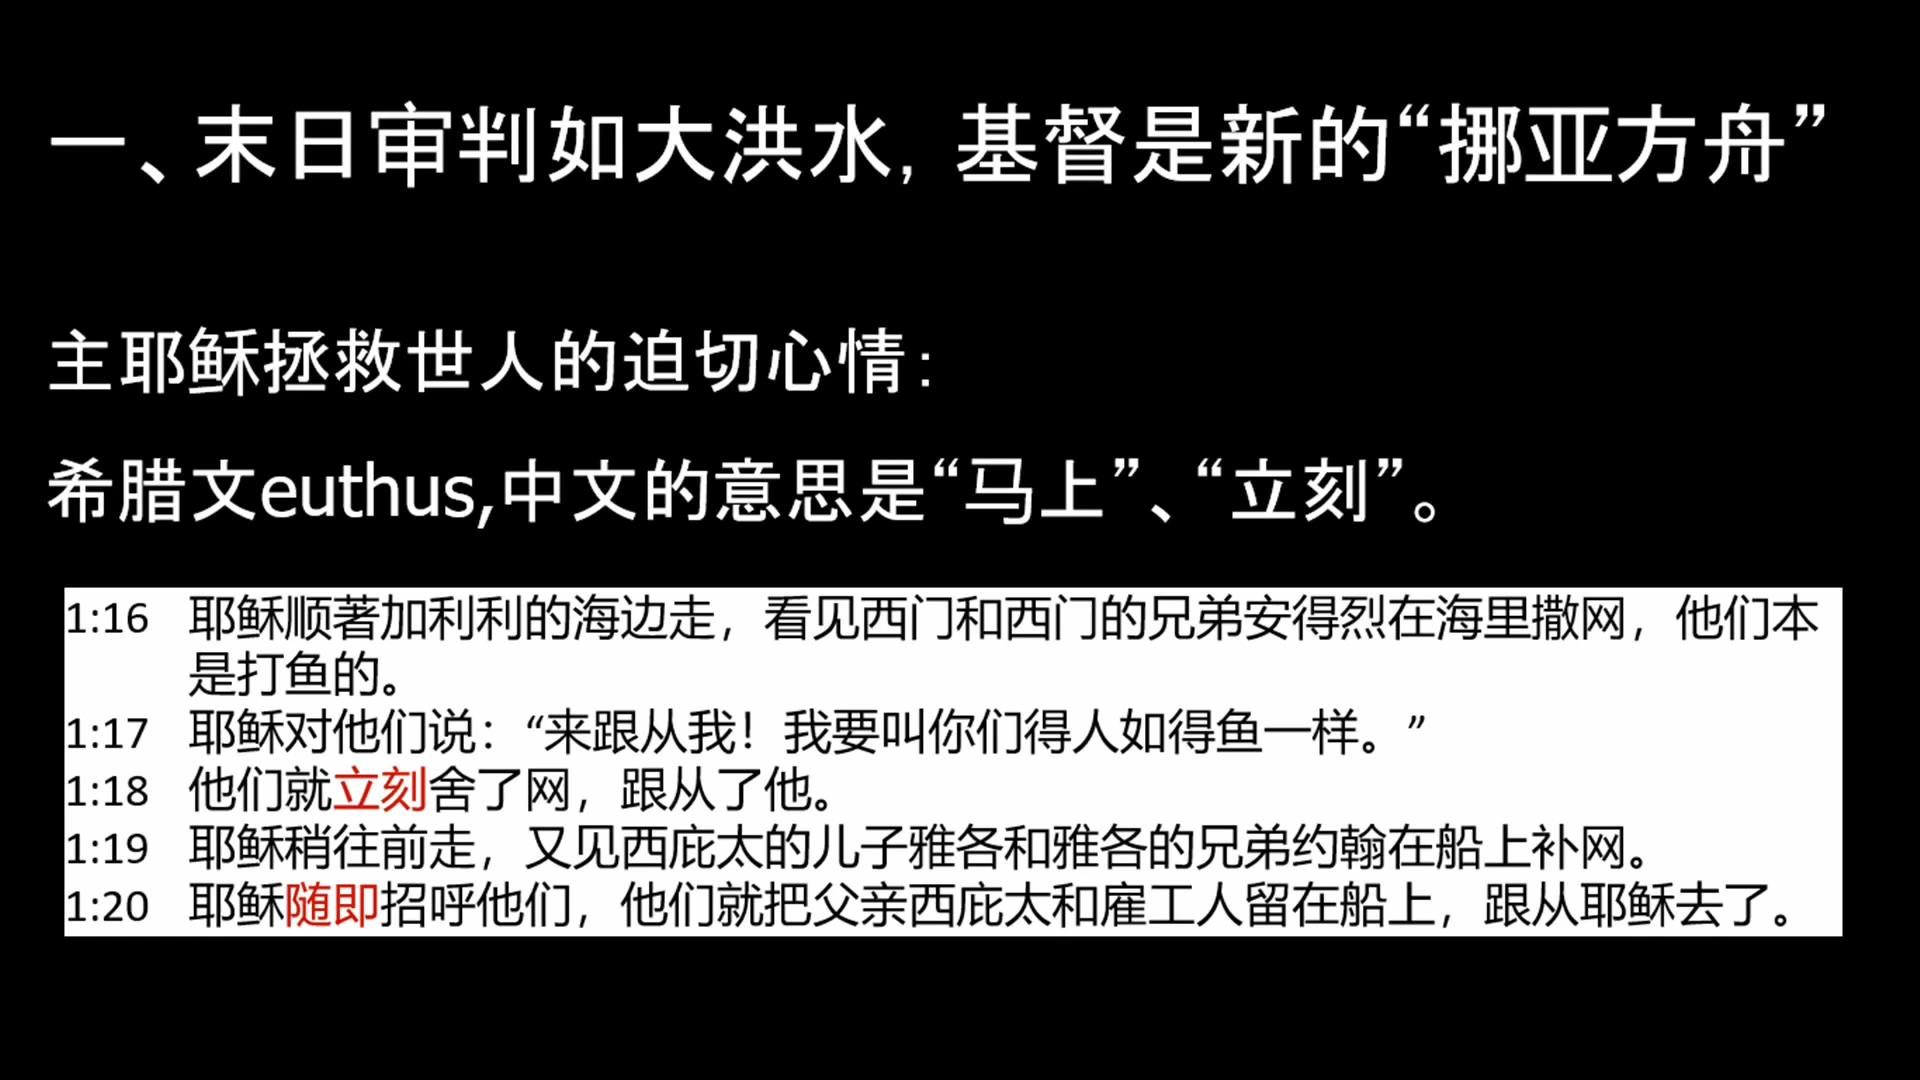 一、末日审判如大洪水，基督是新的“挪亚方舟”
主耶稣拯救世人的迫切心情：
希腊文euthus,中文的意思是“马上”、“立刻”。
1:16 耶稣顺著加利利的海边走，看见西门和西门的兄弟安得烈在海里撒网，他们本
是打鱼的。
1:17 耶稣对他们说：“来跟从我！我要叫你们得人如得鱼一样。”
1:18 他们就立刻舍了网，跟从了他。
1:19 耶稣稍往前走，又见西庇太的儿子雅各和雅各的兄弟约翰在船上补网。
1:20 耶稣随即招呼他们，他们就把父亲西庇太和雇工人留在船上，跟从耶稣去了。